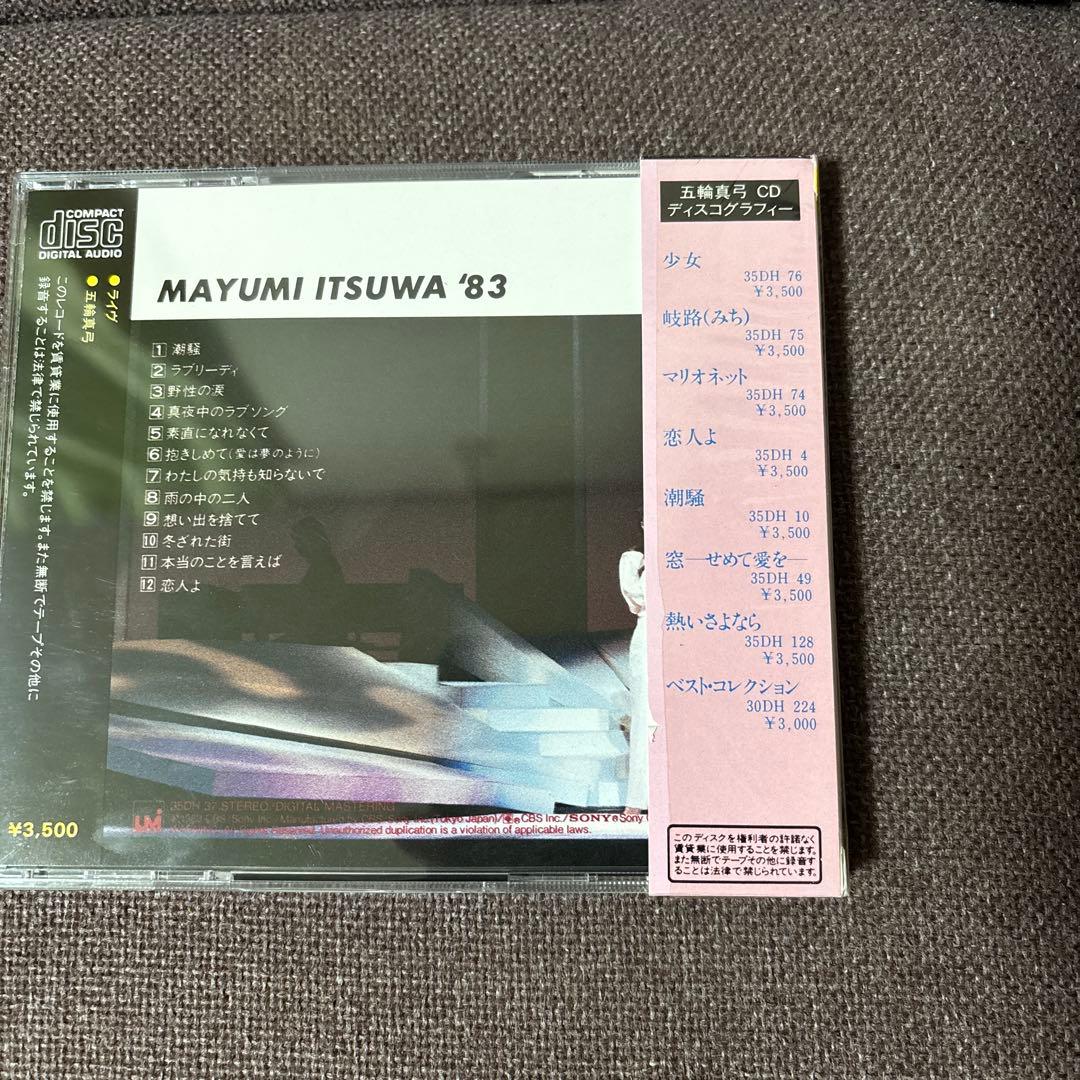 COMPACT
disc
DIGITAL AUDIO
●ライヴ
●五輪真弓
このレコードを賃貸業に使用することを禁じます。また無断でテープその他に
録音することは法律で禁じられています。
¥3,500
MAYUMI ITSUWA '83
1 潮騒
2 ラブリーディ
3 野性の涙
4 真夜中のラブソング
5 素直になれなくて
6 抱きしめて(愛は夢のように)
7 わたしの気持も知らないで
8 雨の中の二人
9 想い出を捨てて
10 冬ざれた街
11 本当のことを言えば
12 恋人よ
35DH 37 STEREO/DIGITAL MASTERING
(Tokyo Japan)/ CBS Inc./SONY®Sony
Unauthorized duplication is a violation of applicable laws.
五輪真弓 CD
ディスコグラフィー
少女
35DH 76
¥3,500
岐路(みち)
35DH 75
¥3,500
マリオネット
35DH 74
¥3,500
恋人よ
35DH 4
¥3,500
潮騒
35DH 10
¥3,500
窓―せめて愛を―
35DH 49
¥3,500
熱いさよなら
35DH 128
¥3,500
ベスト・コレクション
30DH 224
¥3,000
このディスクを権利者の許諾なく
賃貸業に使用することを禁じます。
また無断でテープその他に録音す
ることは法律で禁じられています。